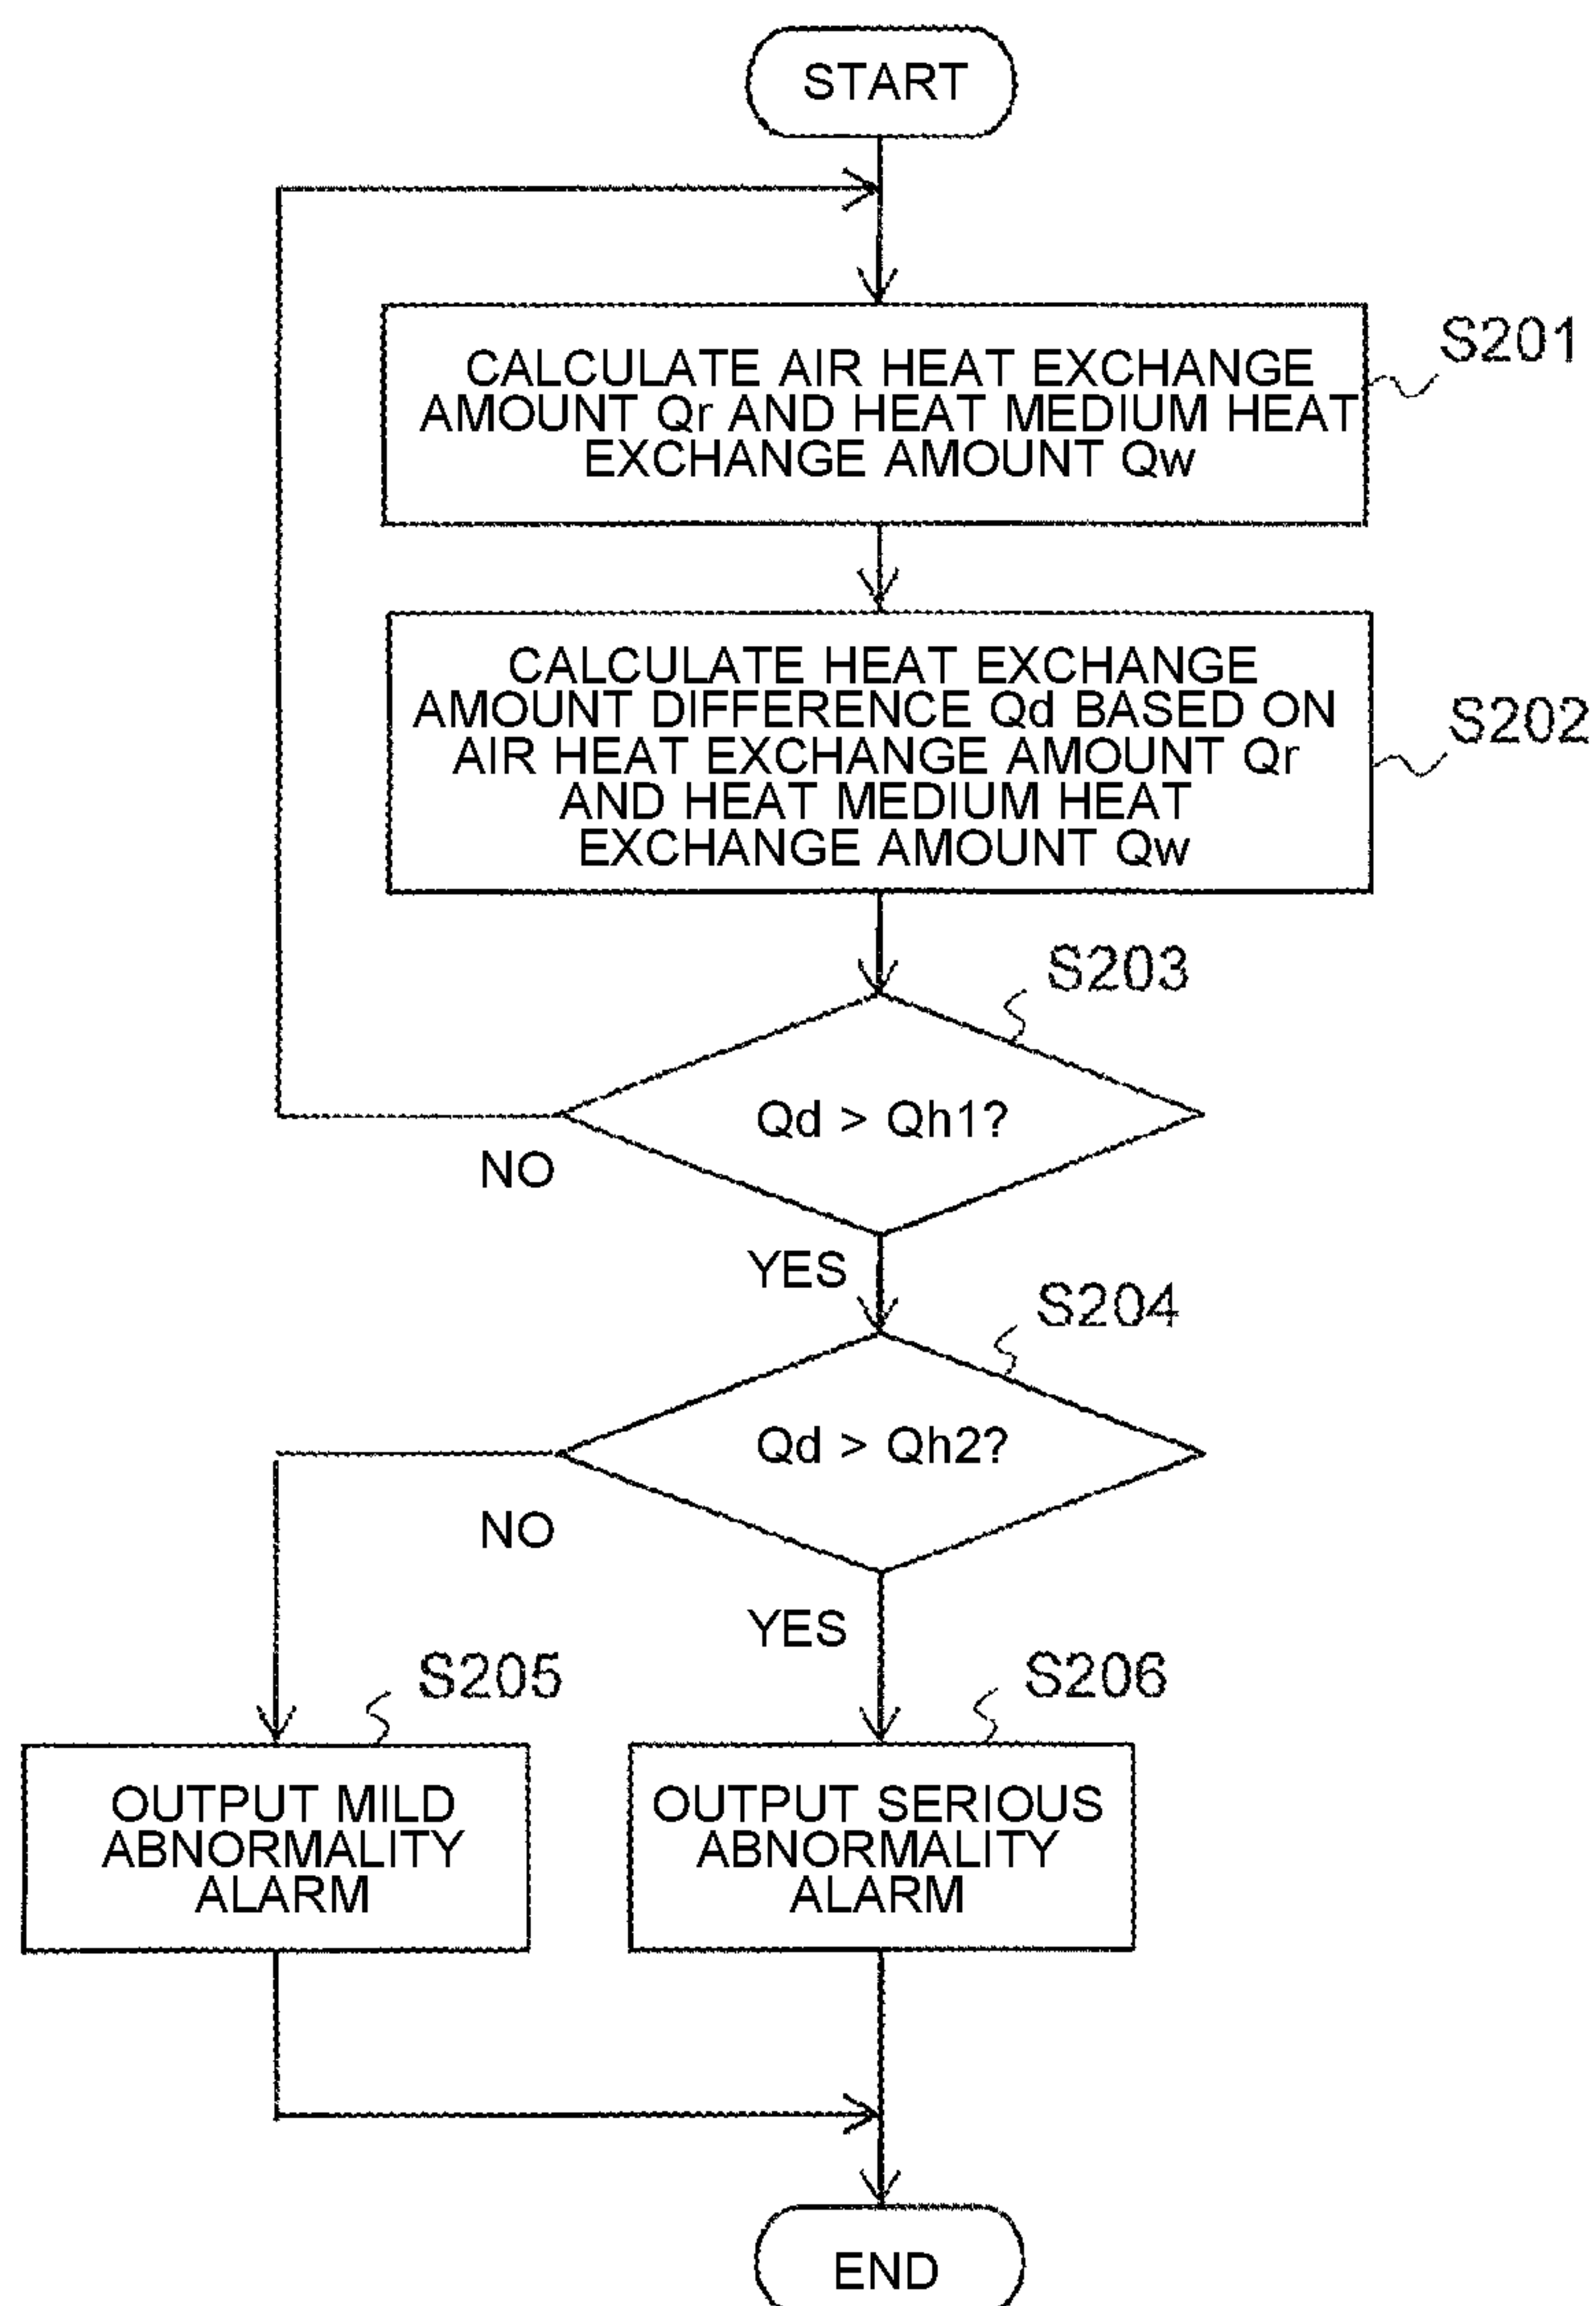 START
CALCULATE AIR HEAT EXCHANGE
AMOUNT Qr AND HEAT MEDIUM HEAT
EXCHANGE AMOUNT Qw
S201
CALCULATE HEAT EXCHANGE
AMOUNT DIFFERENCE Qd BASED ON
AIR HEAT EXCHANGE AMOUNT Qr
AND HEAT MEDIUM HEAT
EXCHANGE AMOUNT Qw
S202
S203
Qd > Qh1?
NO
YES
S204
Qd > Qh2?
NO
YES
S205
OUTPUT MILD
ABNORMALITY
ALARM
S206
OUTPUT SERIOUS
ABNORMALITY
ALARM
END